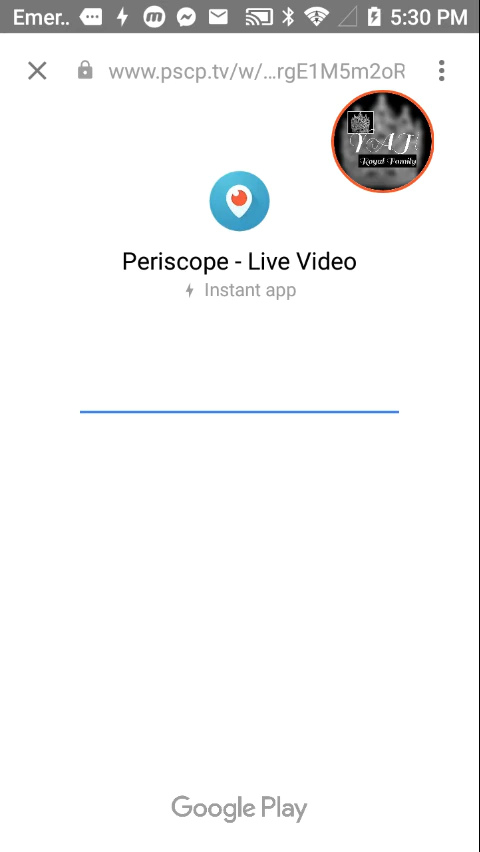 Emer.. 5:30 PM
www.pscp.tv/w/...rgE1M5m2oR
Royal Family
Periscope - Live Video
Instant app
Google Play